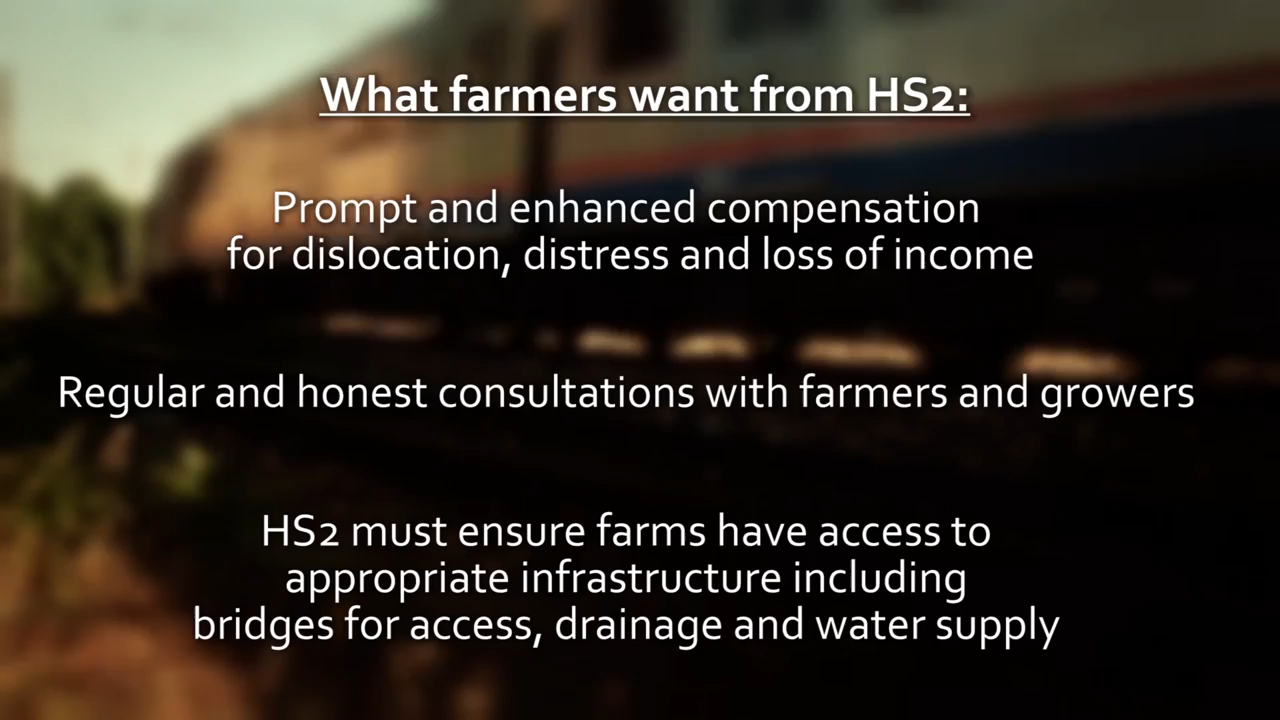 What farmers want from HS2:
Prompt and enhanced compensation
for dislocation, distress and loss of income
Regular and honest consultations with farmers and growers
HS2 must ensure farms have access to
appropriate infrastructure including
bridges for access, drainage and water supply